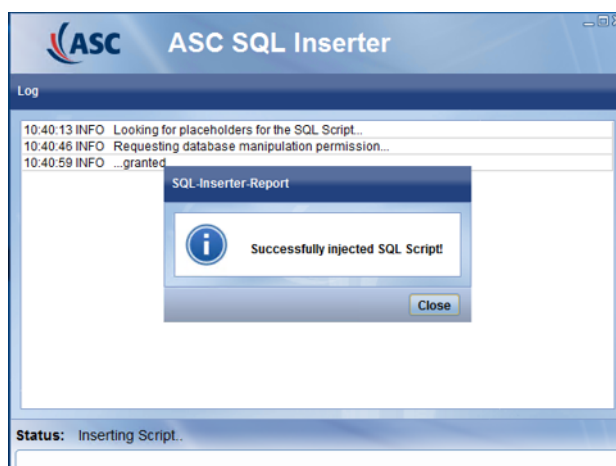 ASC ASC SQL Inserter
Log
10:40:13 INFO Looking for placeholders for the SQL Script...
10:40:46 INFO Requesting database manipulation permission...
10:40:59 INFO ...granted
SQL-Inserter-Report
Successfully injected SQL Script!
Close
Status: Inserting Script..